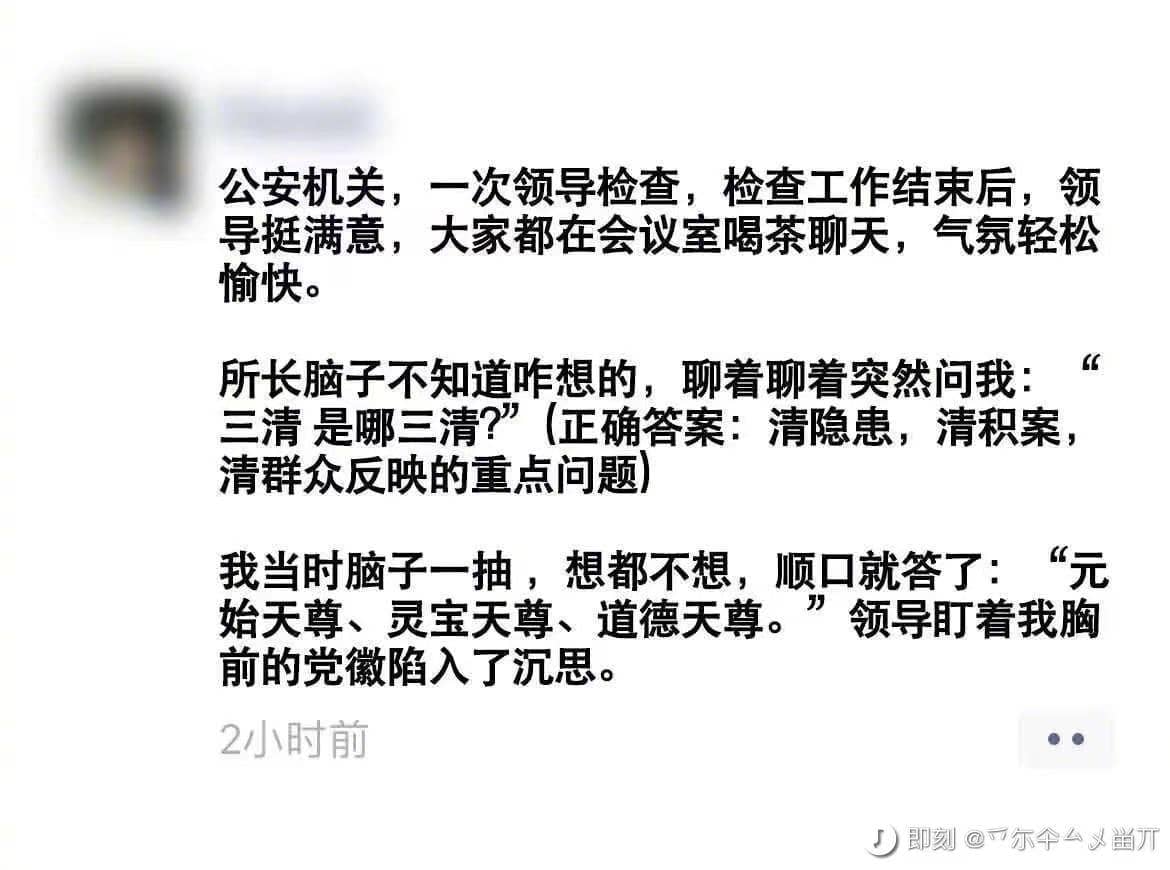 公安机关，一次领导检查，检查工作结束后，领
导挺满意，大家都在会议室喝茶聊天，气氛轻松
愉快。
所长脑子不知道咋想的，聊着聊着突然问我：“
三清 是哪三清?”(正确答案：清隐患，清积案，
清群众反映的重点问题)
我当时脑子一抽 ，想都不想，顺口就答了：“元
始天尊、灵宝天尊、道德天尊。”领导盯着我胸
前的党徽陷入了沉思。
2小时前
即刻